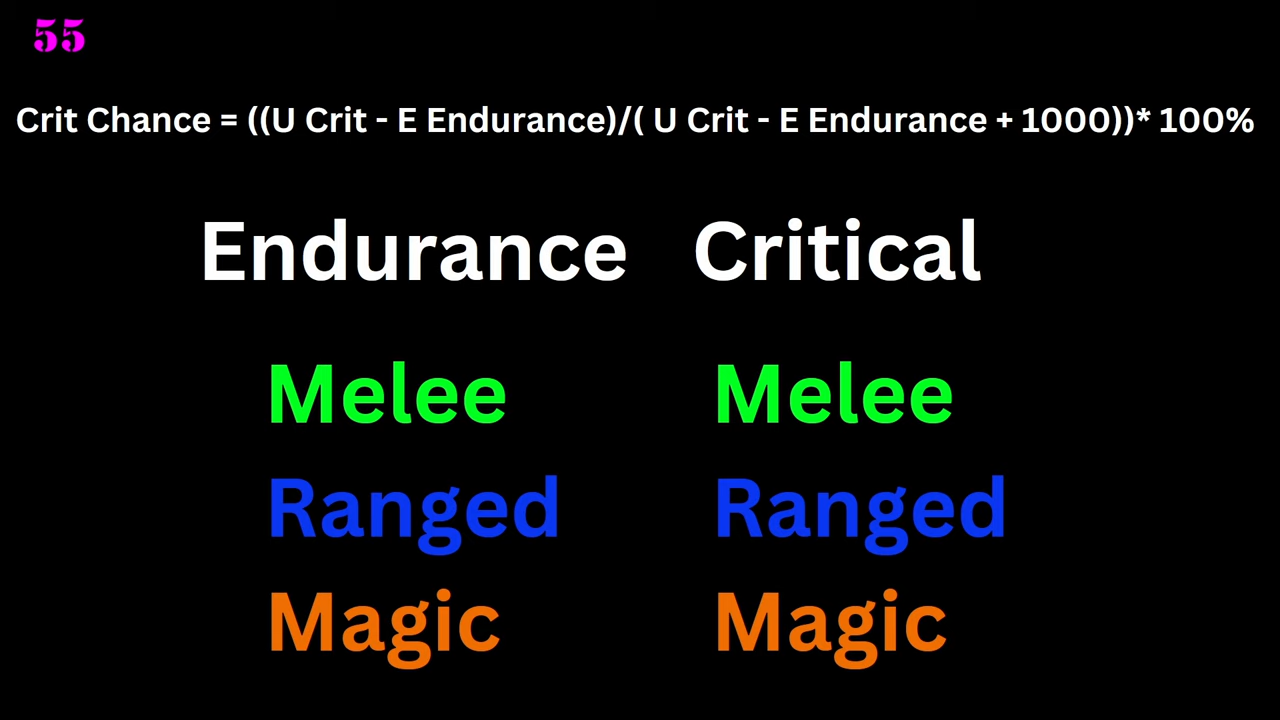 55
Crit Chance = ((U Crit - E Endurance)/( U Crit - E Endurance + 1000))* 100%
Endurance Critical
Melee Melee
Ranged Ranged
Magic Magic